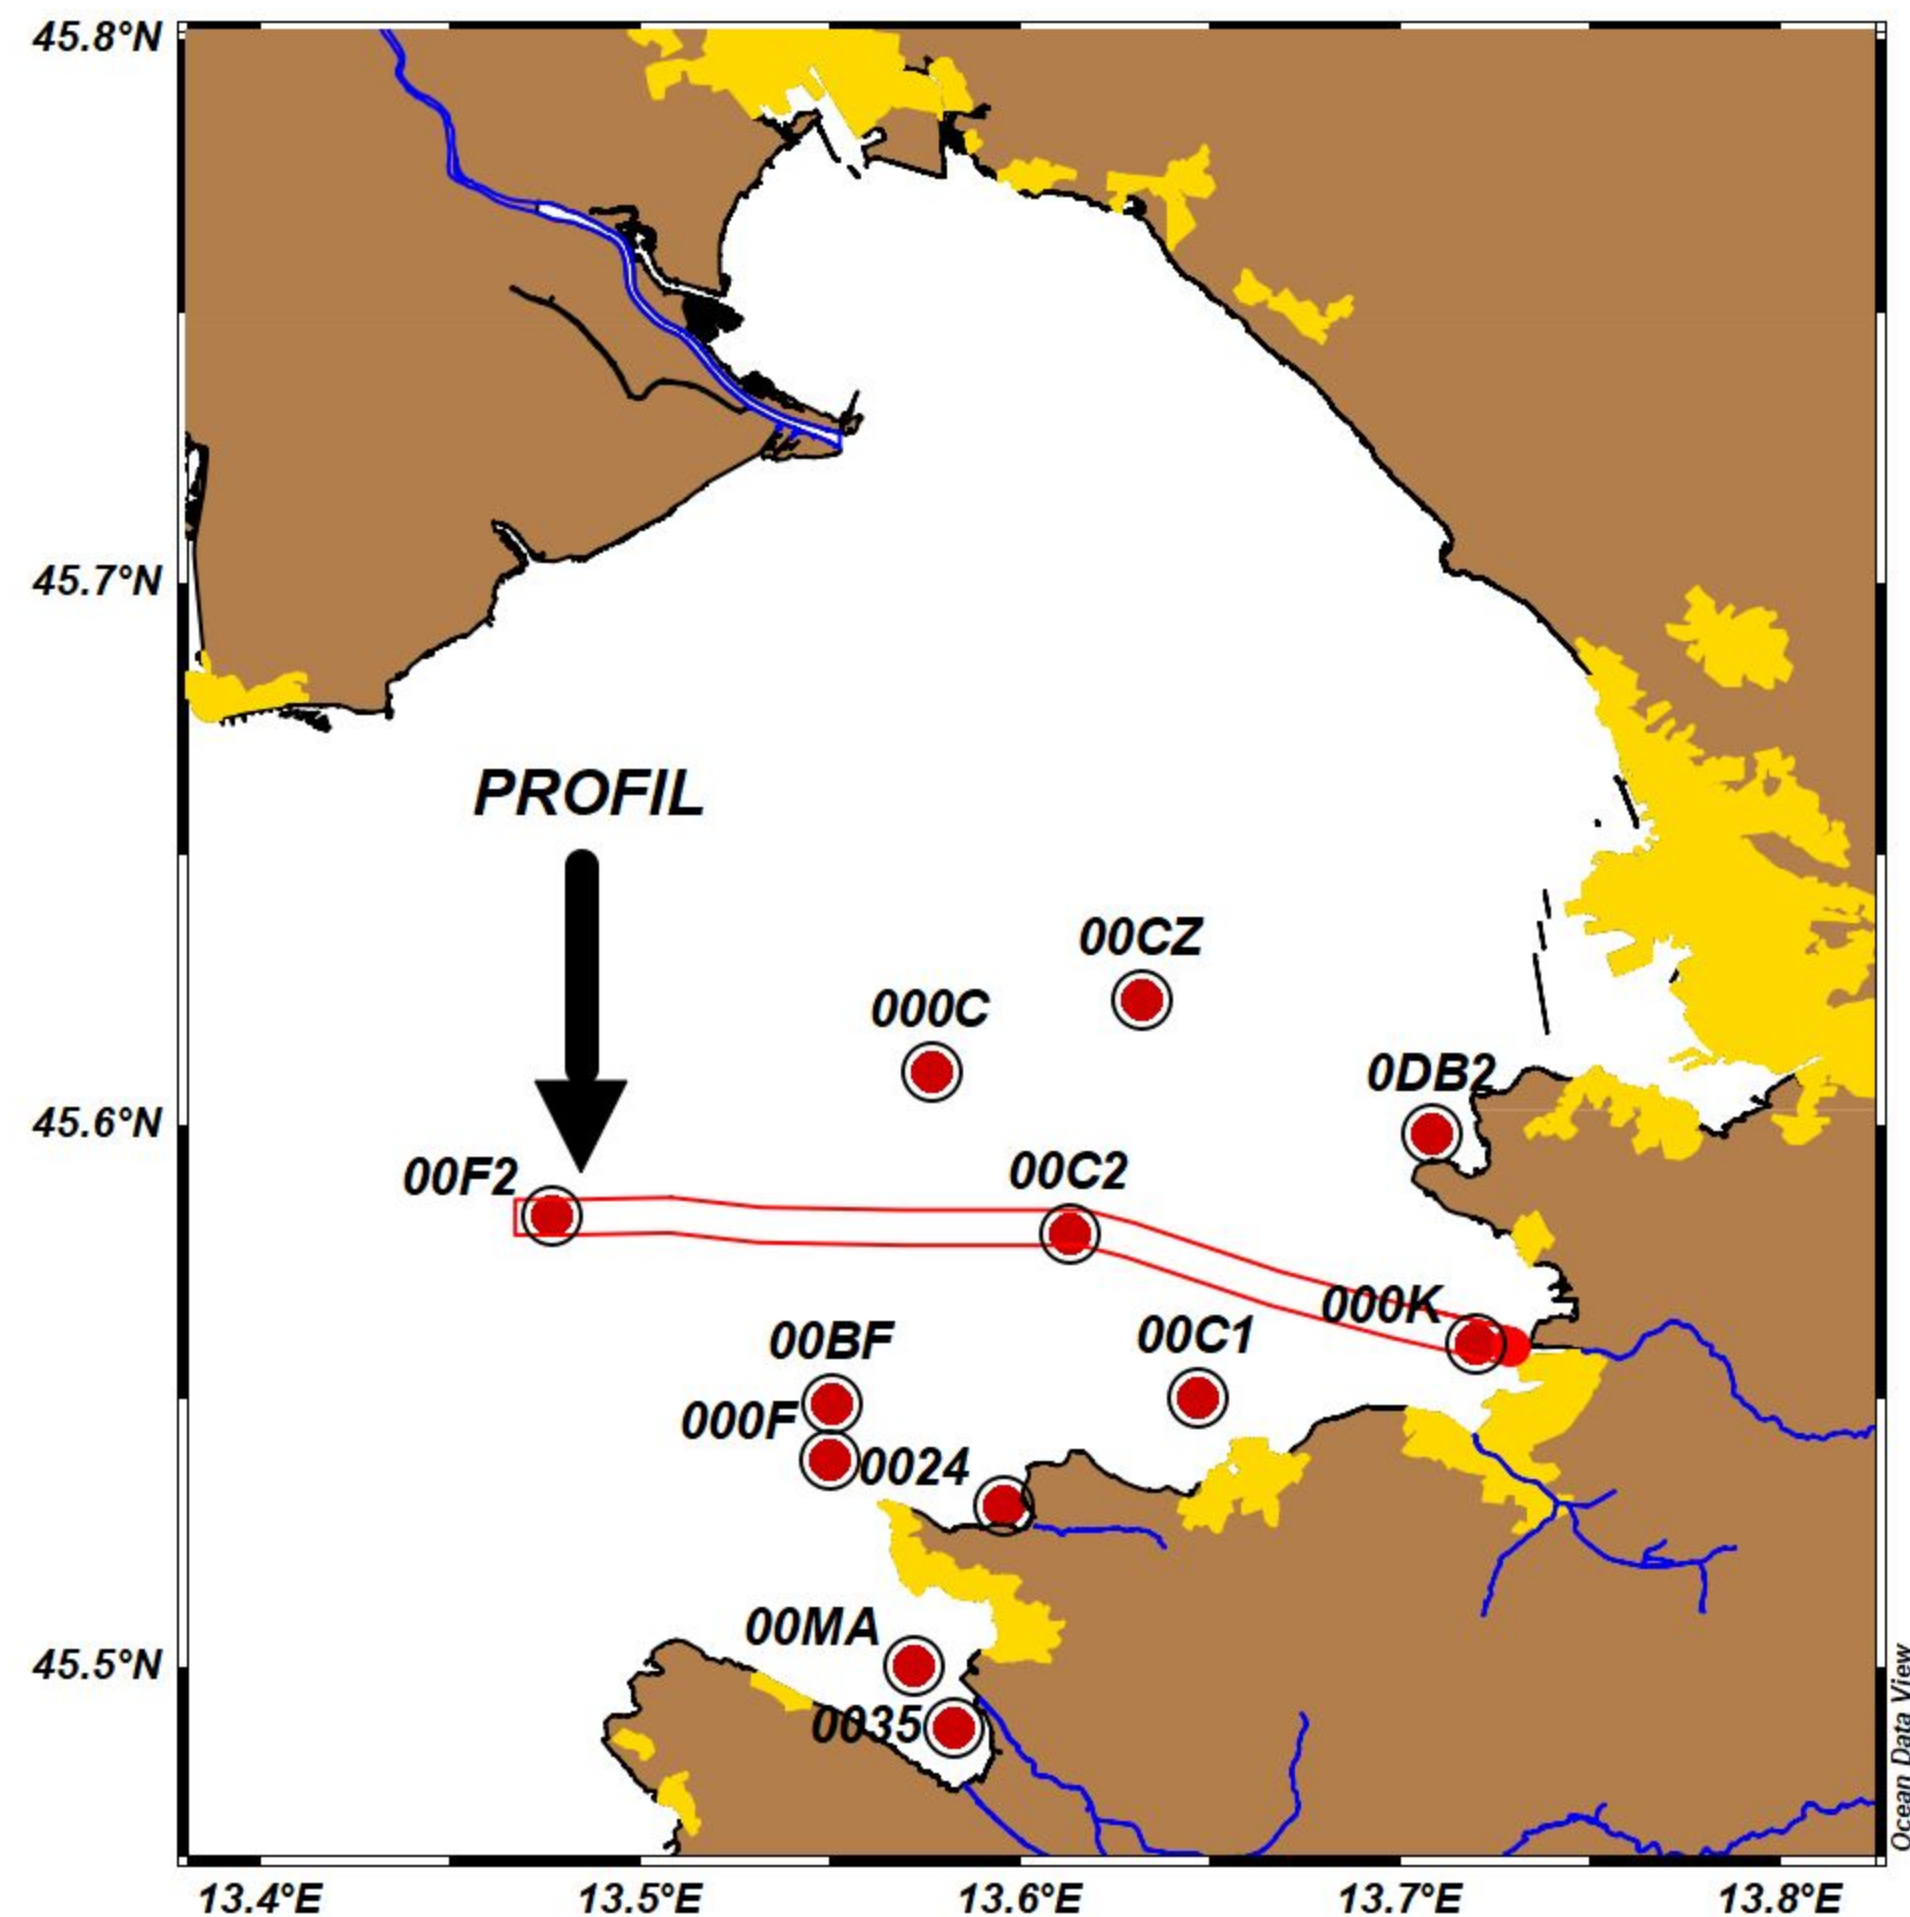 45.8°N
45.7°N
PROFIL
00CZ
000C
0DB2
45.6°N
00F2
00C2
000K
00BF
00C1
000F
0024
00MA
45.5°N
0035
Ocean Data View
13.4°E 13.5°E 13.6°E 13.7°E 13.8°E